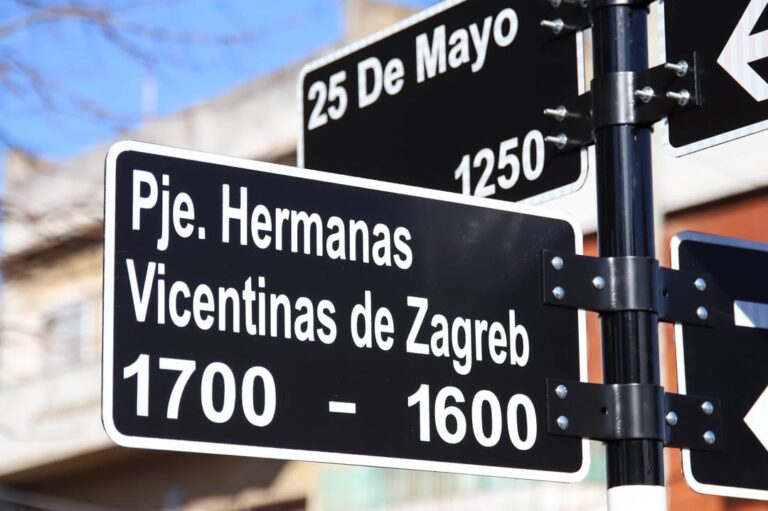 25 De Mayo
1250
Pje. Hermanas
Vicentinas de Zagreb
1700 - 1600